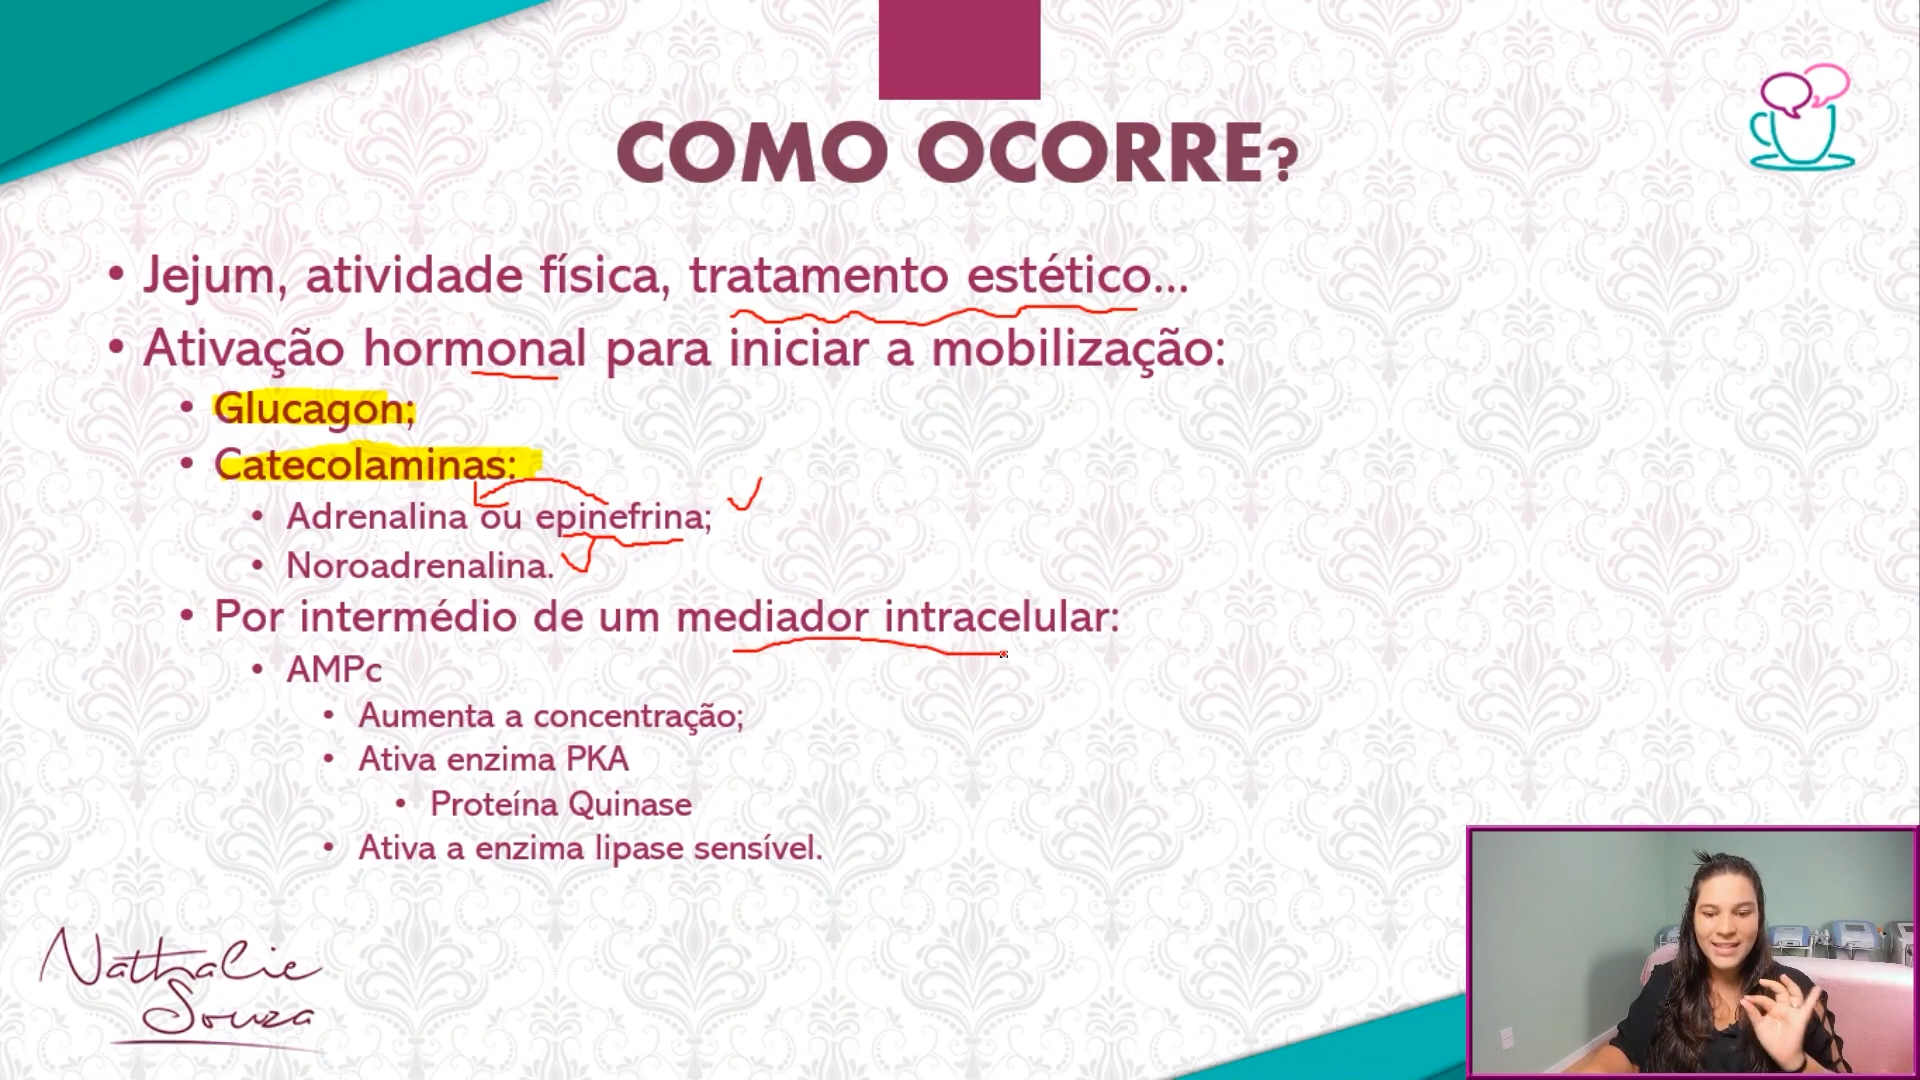 COMO OCORRE?
• Jejum, atividade física, tratamento estético...
• Ativação hormonal para iniciar a mobilização:
• Glucagon;
• Catecolaminas:
• Adrenalina ou epinefrina;
• Noroadrenalina.
• Por intermédio de um mediador intracelular:
• AMPc
• Aumenta a concentração;
• Ativa enzima PKA
• Proteína Quinase
• Ativa a enzima lipase sensível.
Nathalie
Souza